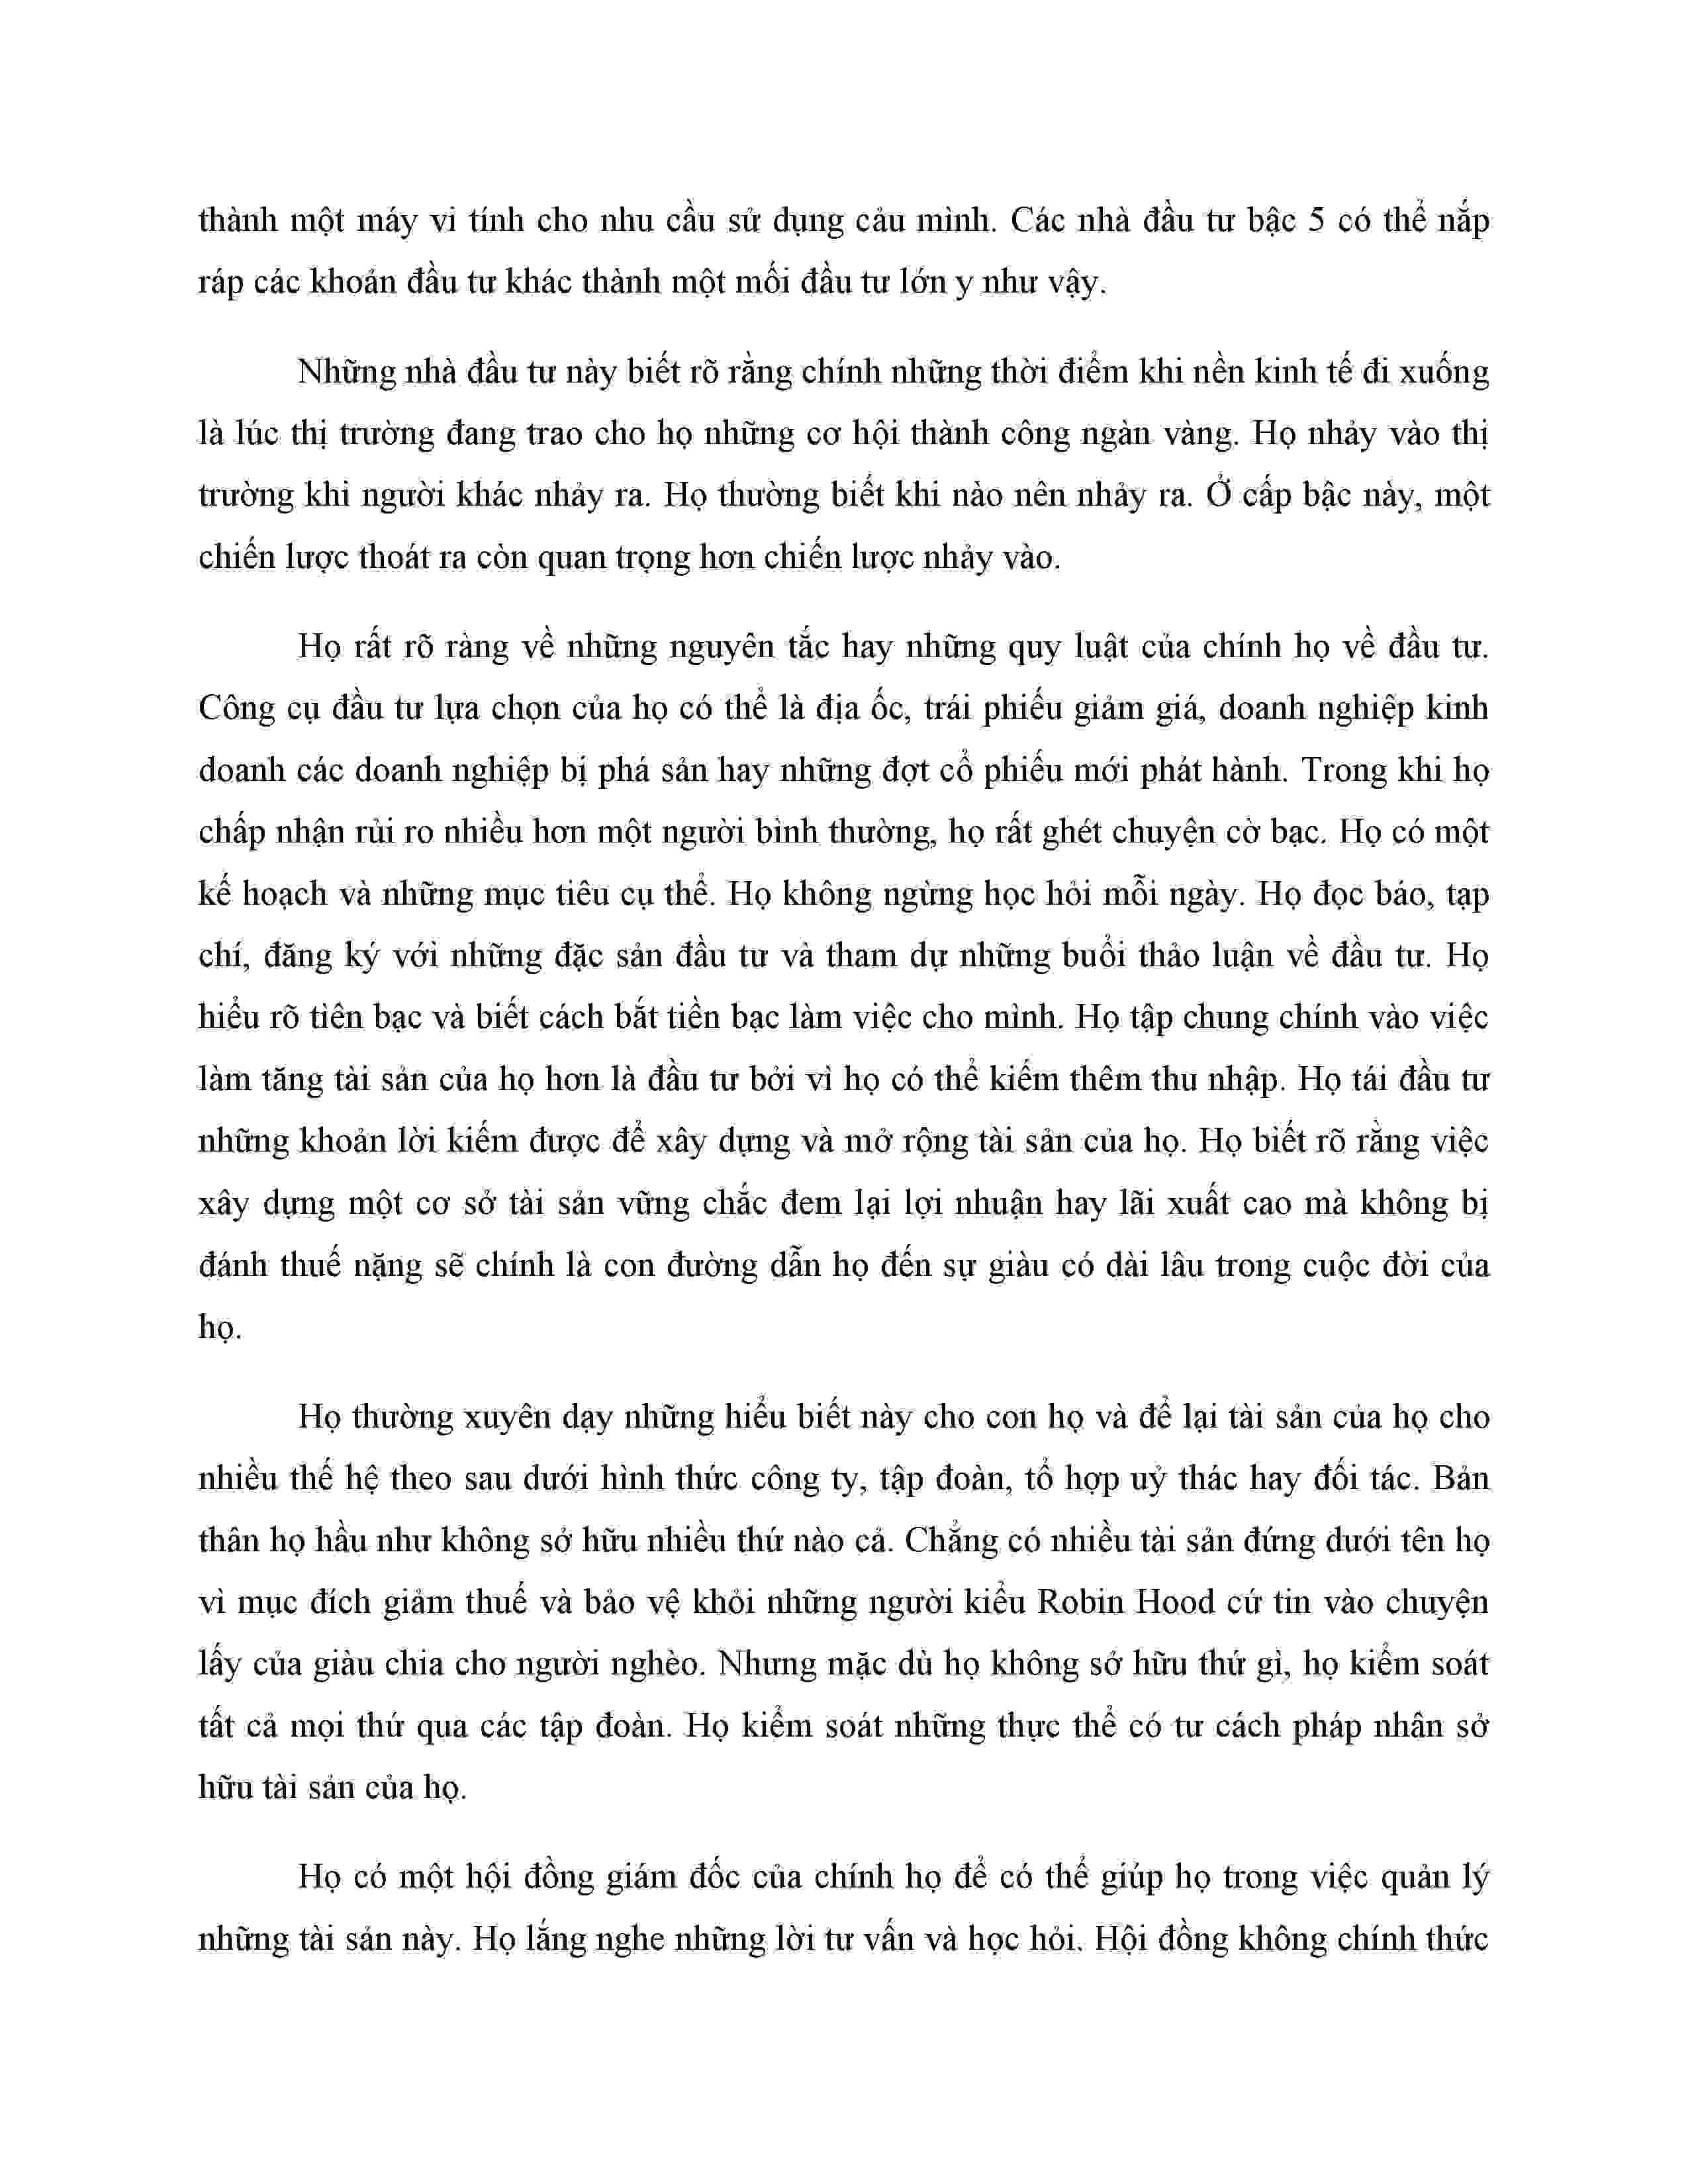 thành một máy vi tính cho nhu cầu sử dụng cảu mình. Các nhà đầu tư bậc 5 có thể nắp
ráp các khoản đầu tư khác thành một mối đầu tư lớn y như vậy.
Những nhà đầu tư này biết rõ rằng chính những thời điểm khi nền kinh tế đi xuống
là lúc thị trường đang trao cho họ những cơ hội thành công ngàn vàng. Họ nhảy vào thị
trường khi người khác nhảy ra. Họ thường biết khi nào nên nhảy ra. Ở cấp bậc này, một
chiến lược thoát ra còn quan trọng hơn chiến lược nhảy vào.
Họ rất rõ ràng về những nguyên tắc hay những quy luật của chính họ về đầu tư.
Công cụ đầu tư lựa chọn của họ có thể là địa ốc, trái phiếu giảm giá, doanh nghiệp kinh
doanh các doanh nghiệp bị phá sản hay những đợt cổ phiếu mới phát hành. Trong khi họ
chấp nhận rủi ro nhiều hơn một người bình thường, họ rất ghét chuyện cờ bạc. Họ có một
kế hoạch và những mục tiêu cụ thể. Họ không ngừng học hỏi mỗi ngày. Họ đọc báo, tạp
chí, đăng ký với những đặc sản đầu tư và tham dự những buổi thảo luận về đầu tư. Họ
hiểu rõ tiên bạc và biết cách bắt tiền bạc làm việc cho mình. Họ tập chung chính vào việc
làm tăng tài sản của họ hơn là đầu tư bởi vì họ có thể kiếm thêm thu nhập. Họ tái đầu tư
những khoản lời kiếm được để xây dựng và mở rộng tài sản của họ. Họ biết rõ rằng việc
xây dựng một cơ sở tài sản vững chắc đem lại lợi nhuận hay lãi xuất cao mà không bị
đánh thuế nặng sẽ chính là con đường dẫn họ đến sự giàu có dài lâu trong cuộc đời của
họ.
Họ thường xuyên dạy những hiểu biết này cho con họ và để lại tài sản của họ cho
nhiều thế hệ theo sau dưới hình thức công ty, tập đoàn, tổ hợp uỷ thác hay đối tác. Bản
thân họ hầu như không sở hữu nhiều thứ nào cả. Chẳng có nhiều tài sản đứng dưới tên họ
vì mục đích giảm thuế và bảo vệ khỏi những người kiểu Robin Hood cứ tin vào chuyện
lấy của giàu chia cho người nghèo. Nhưng mặc dù họ không sở hữu thứ gì, họ kiểm soát
tất cả mọi thứ qua các tập đoàn. Họ kiểm soát những thực thể có tư cách pháp nhân sở
hữu tài sản của họ.
Họ có một hội đồng giám đốc của chính họ để có thể giúp họ trong việc quản lý
những tài sản này. Họ lắng nghe những lời tư vấn và học hỏi. Hội đồng không chính thức